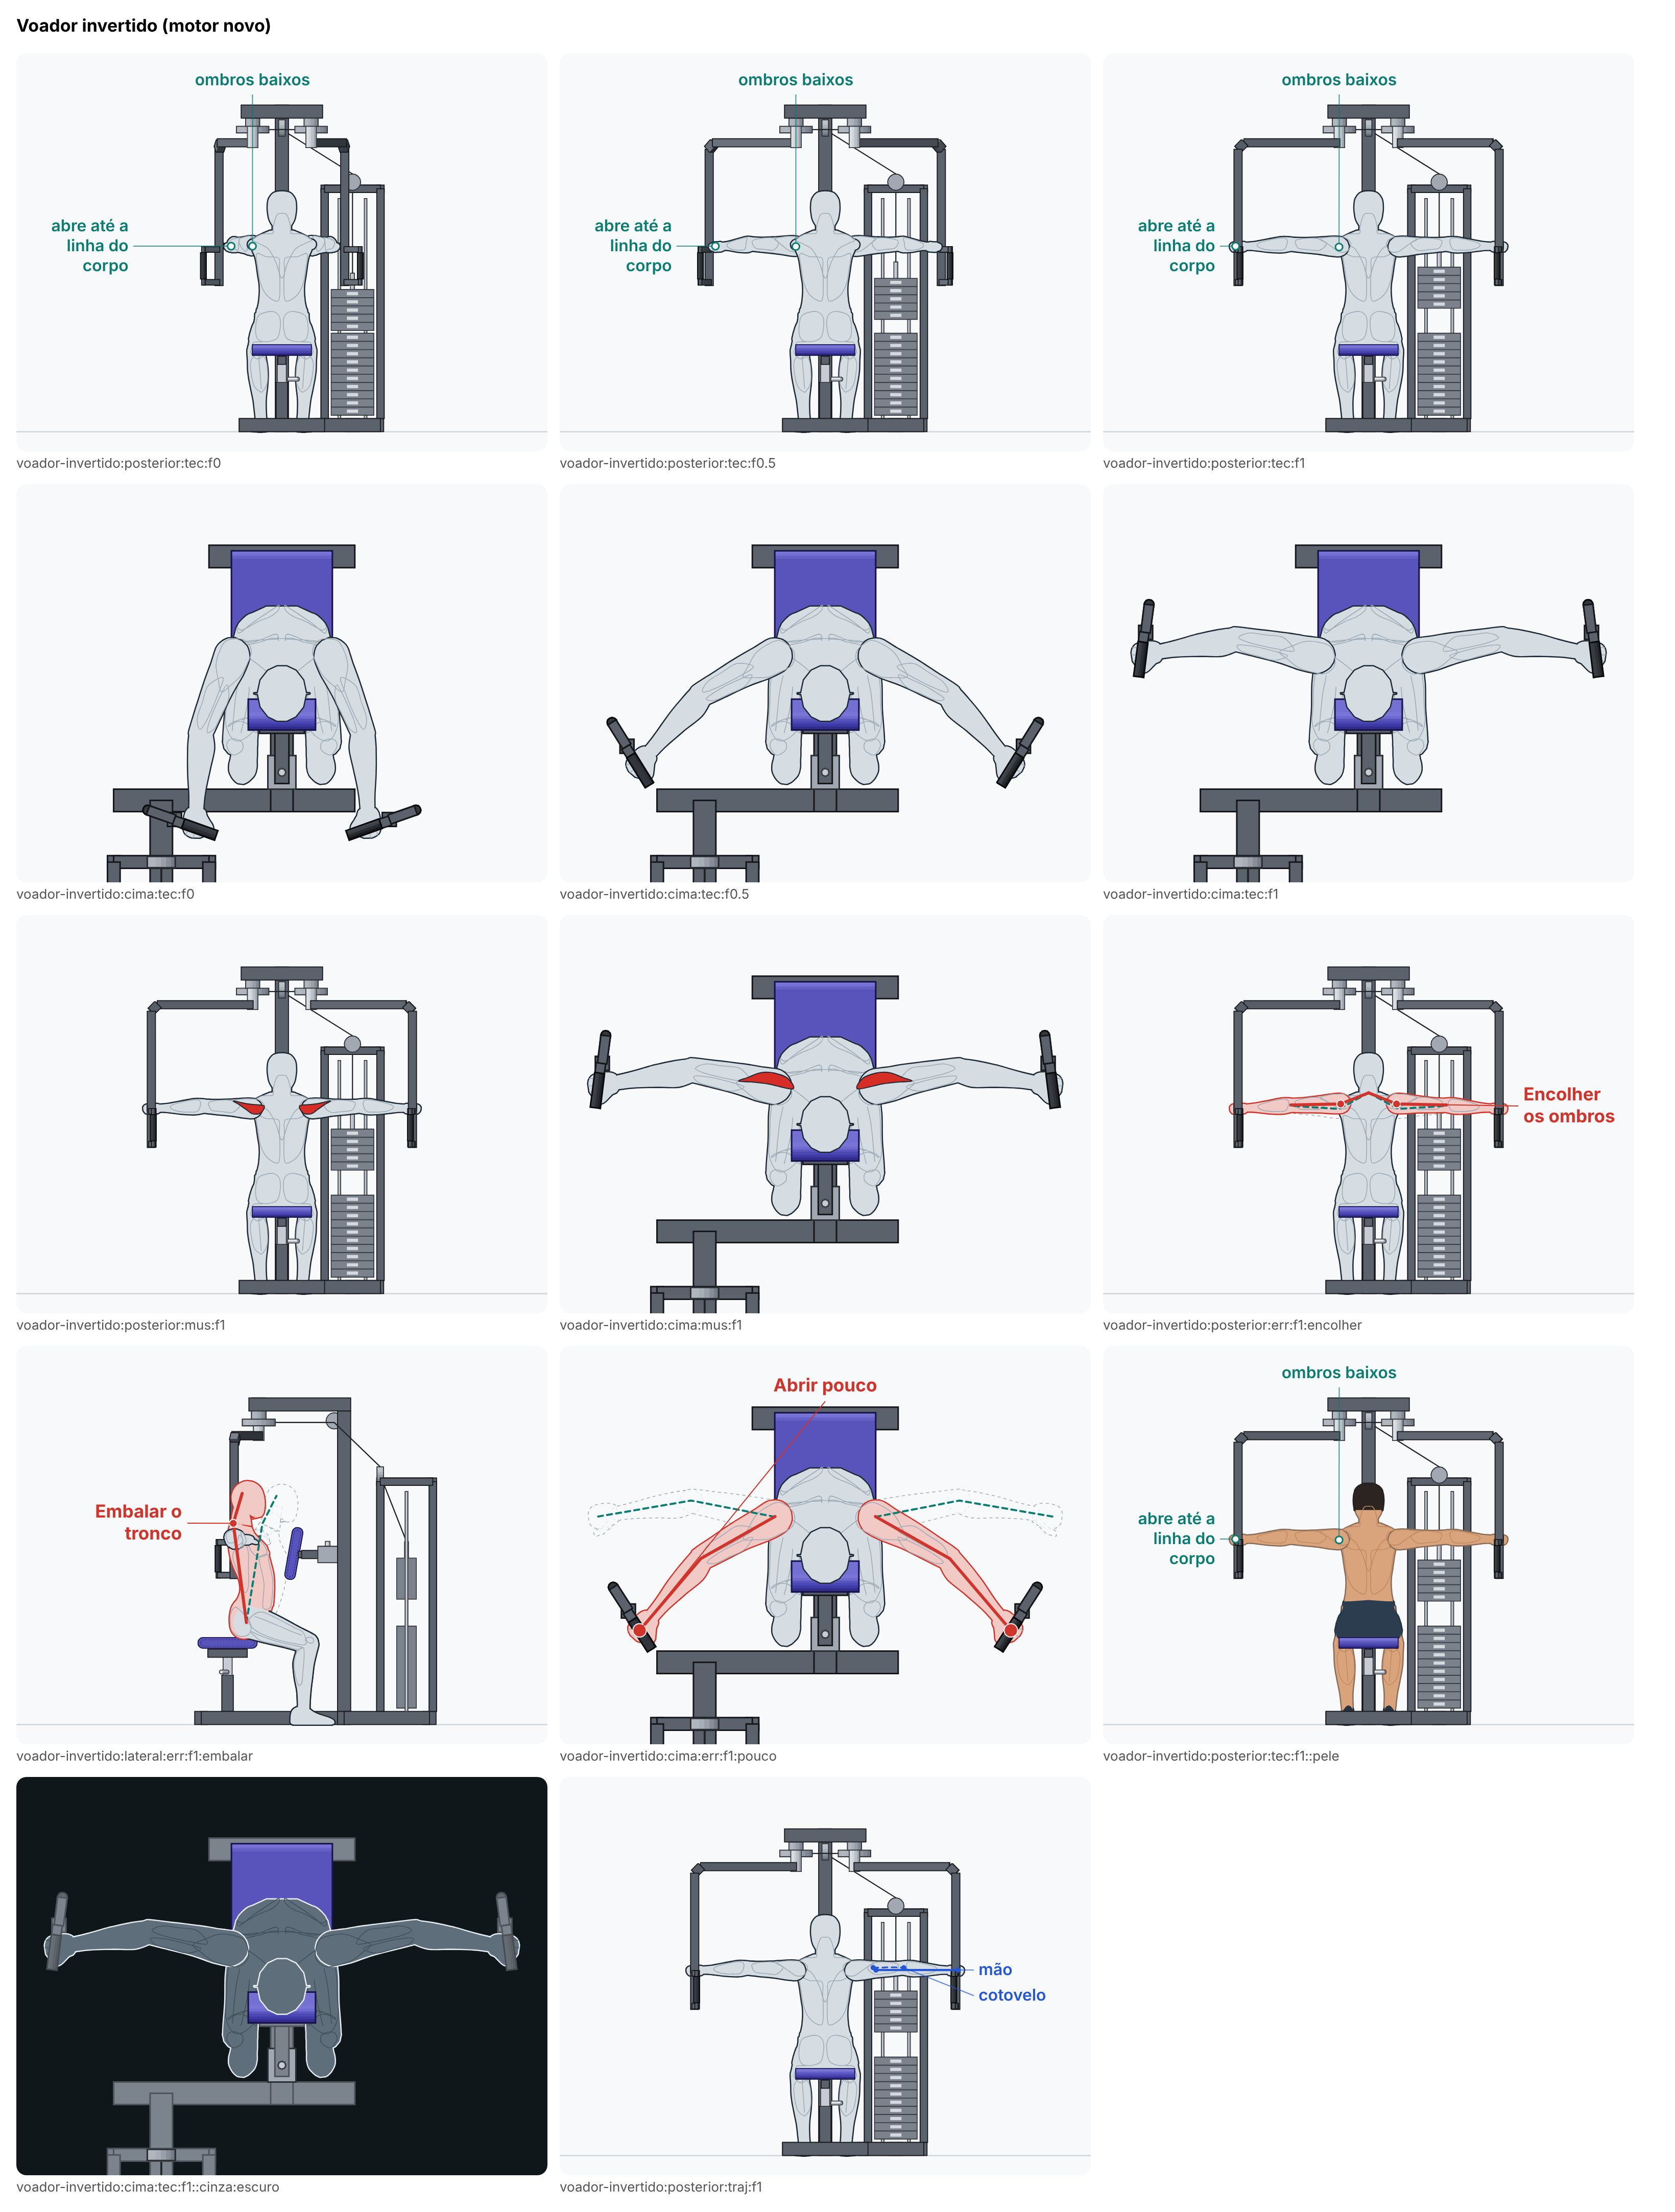 Voador invertido (motor novo)
ombros baixos
abre até a
linha do
corpo
voador-invertido:posterior:tec:f0
ombros baixos
abre até a
linha do
corpo
voador-invertido:posterior:tec:f0.5
ombros baixos
abre até a
linha do
corpo
voador-invertido:posterior:tec:f1
voador-invertido:cima:tec:f0
voador-invertido:cima:tec:f0.5
voador-invertido:cima:tec:f1
voador-invertido:posterior:mus:f1
voador-invertido:cima:mus:f1
Encolher
os ombros
voador-invertido:posterior:err:f1:encolher
Embalar o
tronco
voador-invertido:lateral:err:f1:embalar
Abrir pouco
voador-invertido:cima:err:f1:pouco
ombros baixos
abre até a
linha do
corpo
voador-invertido:posterior:tec:f1::pele
voador-invertido:cima:tec:f1::cinza:escuro
mão
cotovelo
voador-invertido:posterior:traj:f1